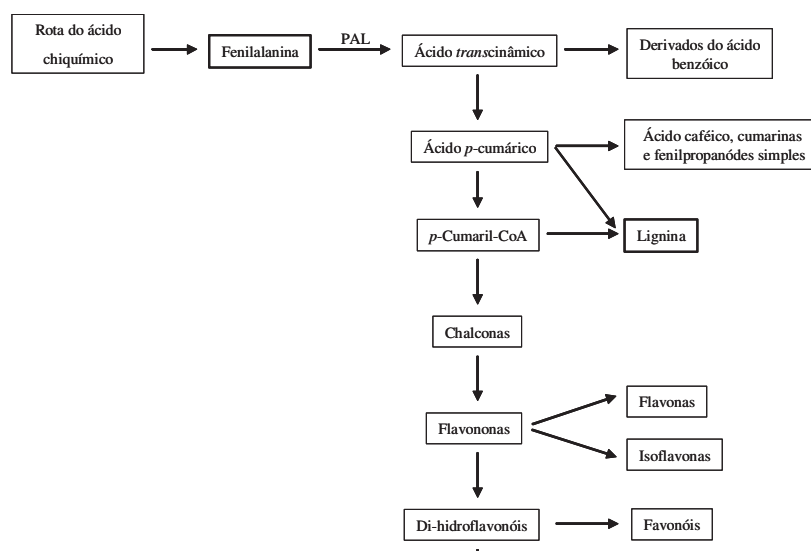 Rota do ácido
chiquímico
Fenilalanina
PAL
Ácido transcinâmico
Derivados do ácido
benzóico
Ácido p-cumárico
Ácido caféico, cumarinas
e fenilpropanódes simples
p-Cumaril-CoA
Lignina
Chalconas
Flavononas
Flavonas
Isoflavonas
Di-hidroflavonóis
Favonóis